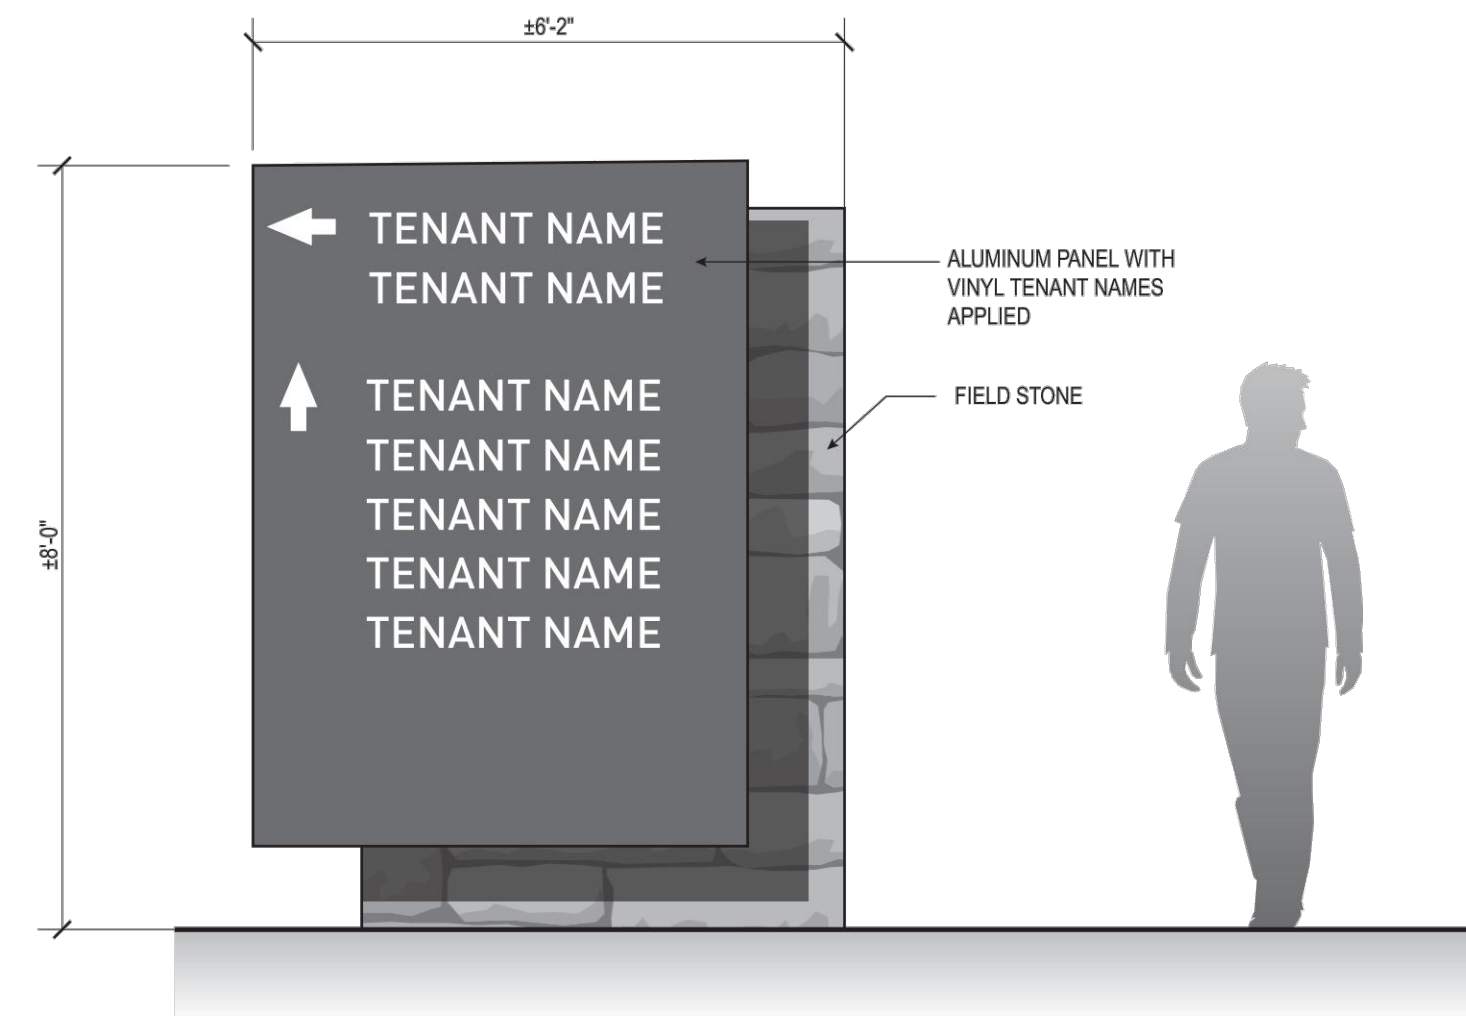 ±6'-2"
TENANT NAME
TENANT NAME
ALUMINUM PANEL WITH
VINYL TENANT NAMES
APPLIED
TENANT NAME
FIELD STONE
TENANT NAME
TENANT NAME
TENANT NAME
TENANT NAME
±8'-0"